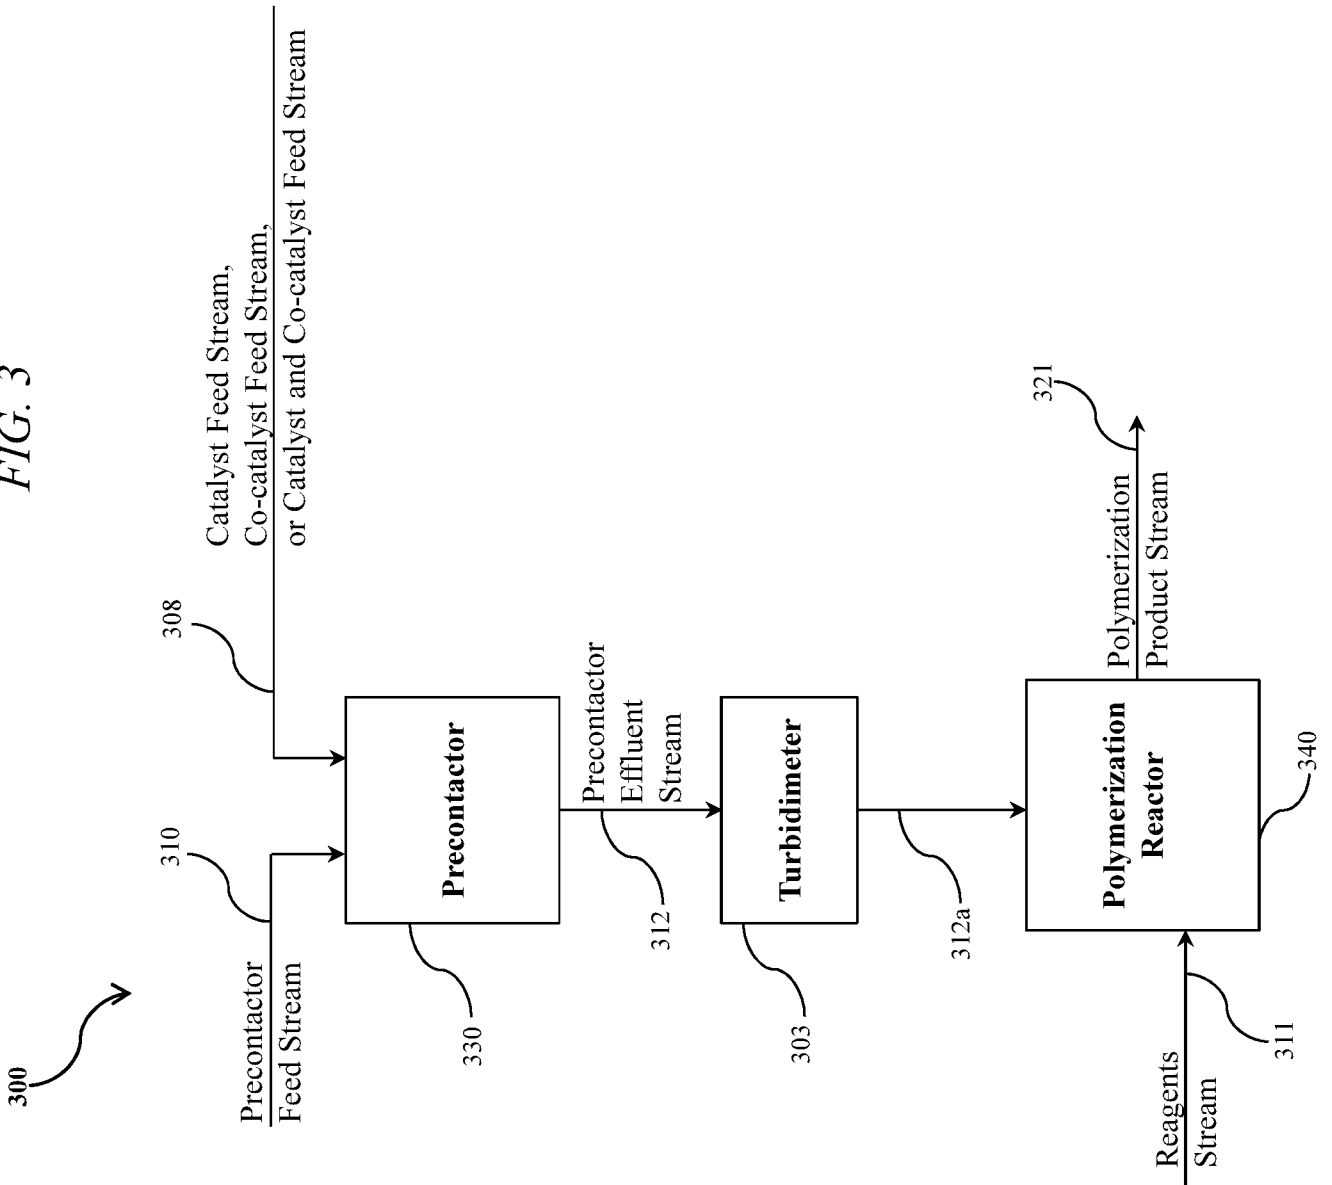 FIG. 3
300
Precontactor
Feed Stream
310
308
Catalyst Feed Stream,
Co-catalyst Feed Stream,
or Catalyst and Co-catalyst Feed Stream
Precontactor
330
Precontactor
Effluent
Stream
312
Turbidimeter
303
312a
Polymerization
Reactor
340
Reagents
Stream
311
Polymerization
Product Stream
321